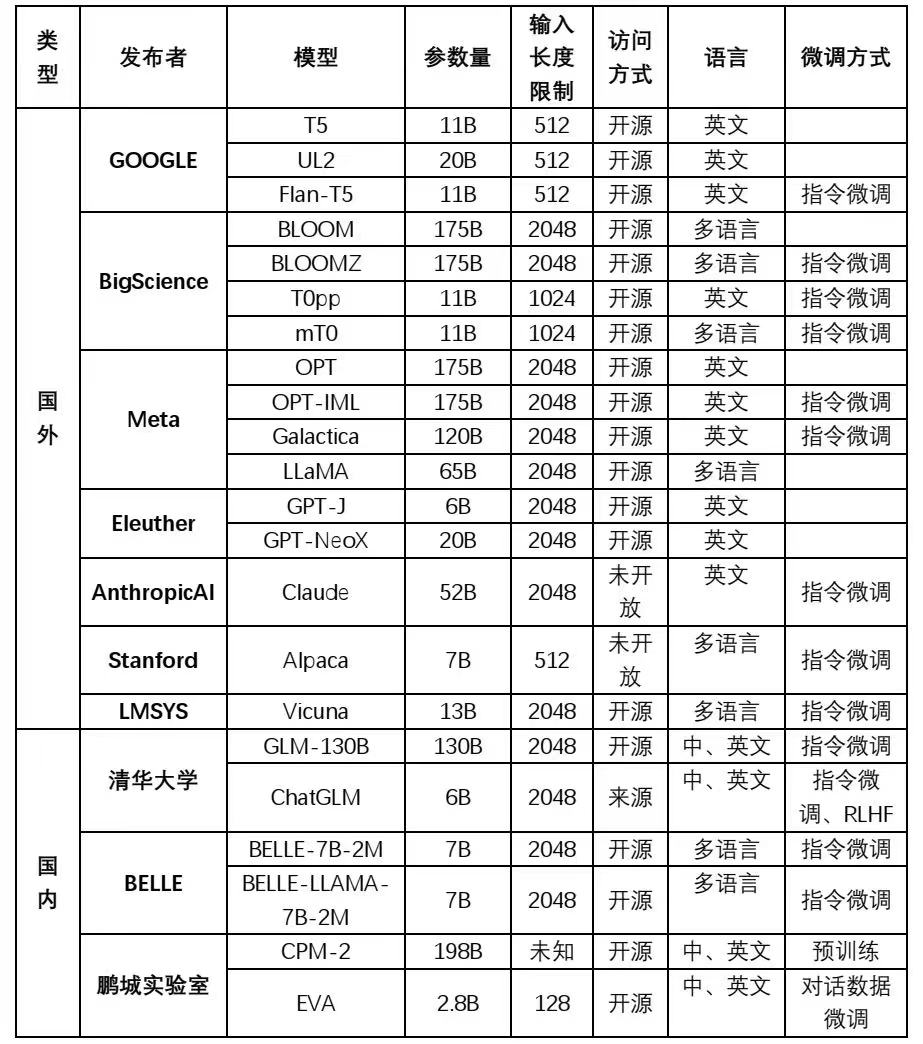 类型 发布者 模型 参数量 输入长度限制 访问方式 语言 微调方式
国外 GOOGLE T5 11B 512 开源 英文
UL2 20B 512 开源 英文
Flan-T5 11B 512 开源 英文 指令微调
BigScience BLOOM 175B 2048 开源 多语言
BLOOMZ 175B 2048 开源 多语言 指令微调
T0pp 11B 1024 开源 英文 指令微调
mT0 11B 1024 开源 多语言 指令微调
Meta OPT 175B 2048 开源 英文
OPT-IML 175B 2048 开源 英文 指令微调
Galactica 120B 2048 开源 英文 指令微调
LLaMA 65B 2048 开源 多语言
Eleuther GPT-J 6B 2048 开源 英文
GPT-NeoX 20B 2048 开源 英文
AnthropicAI Claude 52B 2048 未开放 英文 指令微调
Stanford Alpaca 7B 512 未开放 多语言 指令微调
LMSYS Vicuna 13B 2048 开源 多语言 指令微调
国内 清华大学 GLM-130B 130B 2048 开源 中、英文 指令微调
ChatGLM 6B 2048 来源 中、英文 指令微调、RLHF
BELLE BELLE-7B-2M 7B 2048 开源 多语言 指令微调
BELLE-LLAMA-7B-2M 7B 2048 开源 多语言 指令微调
鹏城实验室 CPM-2 198B 未知 开源 中、英文 预训练
EVA 2.8B 128 开源 中、英文 对话数据微调